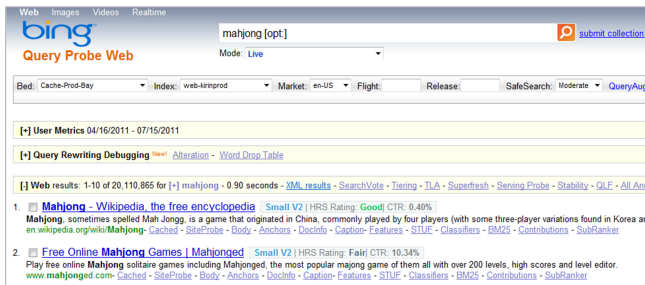 Web Images Videos Realtime
bing
Query Probe Web
mahjong [opt:]
submit collection
Mode: Live
Bed: Cache-Prod-Bay Index: web-kirinprod Market: en-US Flight: Release: SafeSearch: Moderate QueryAug
[+] User Metrics 04/16/2011 - 07/15/2011
[+] Query Rewriting Debugging New! Alteration - Word Drop Table
[-] Web results: 1-10 of 20,110,865 for [+] mahjong - 0.90 seconds - XML results - SearchVote - Tiering - TLA - Superfresh - Serving Probe - Stability - QLF - All An
1. Mahjong - Wikipedia, the free encyclopedia Small V2 | HRS Rating: Good| CTR: 0.40%
Mahjong, sometimes spelled Mah Jongg, is a game that originated in China, commonly played by four players (with some three-player variations found in Korea an
en.wikipedia.org/wiki/Mahjong- Cached - SiteProbe - Body - Anchors - DocInfo - Caption- Features - STUF - Classifiers - BM25 - Contributions - SubRanker
2. Free Online Mahjong Games | Mahjonged Small V2 | HRS Rating: Fair| CTR: 10.34%
Play free online Mahjong solitaire games including Mahjonged, the most popular majong game of them all with over 200 levels, high scores and level editor.
www.mahjonged.com- Cached - SiteProbe - Body - Anchors - DocInfo - Caption- Features - STUF - Classifiers - BM25 - Contributions - SubRanker